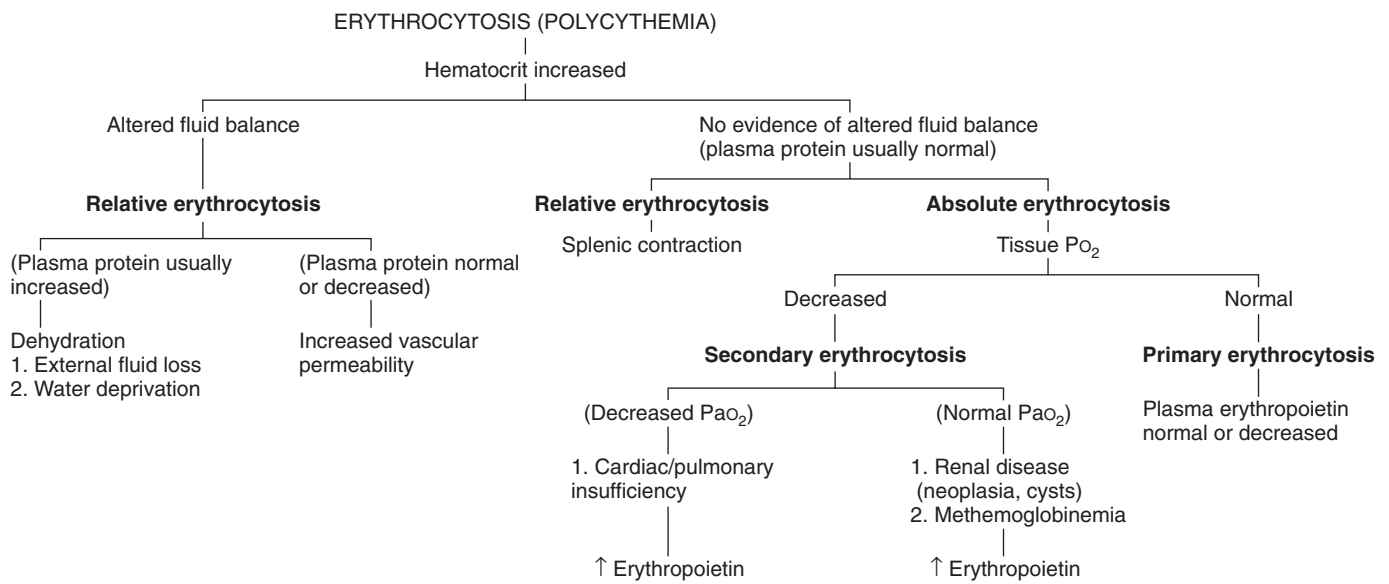 ERYTHROCYTOSIS (POLYCYTHEMIA)
Hematocrit increased
Altered fluid balance
No evidence of altered fluid balance
(plasma protein usually normal)
Relative erythrocytosis
Relative erythrocytosis
Absolute erythrocytosis
(Plasma protein usually
increased)
(Plasma protein normal
or decreased)
Splenic contraction
Tissue PO₂
Decreased
Normal
Dehydration
1. External fluid loss
2. Water deprivation
Increased vascular
permeability
Secondary erythrocytosis
Primary erythrocytosis
(Decreased PaO₂)
(Normal PaO₂)
Plasma erythropoietin
normal or decreased
1. Cardiac/pulmonary
insufficiency
1. Renal disease
(neoplasia, cysts)
2. Methemoglobinemia
↑ Erythropoietin
↑ Erythropoietin